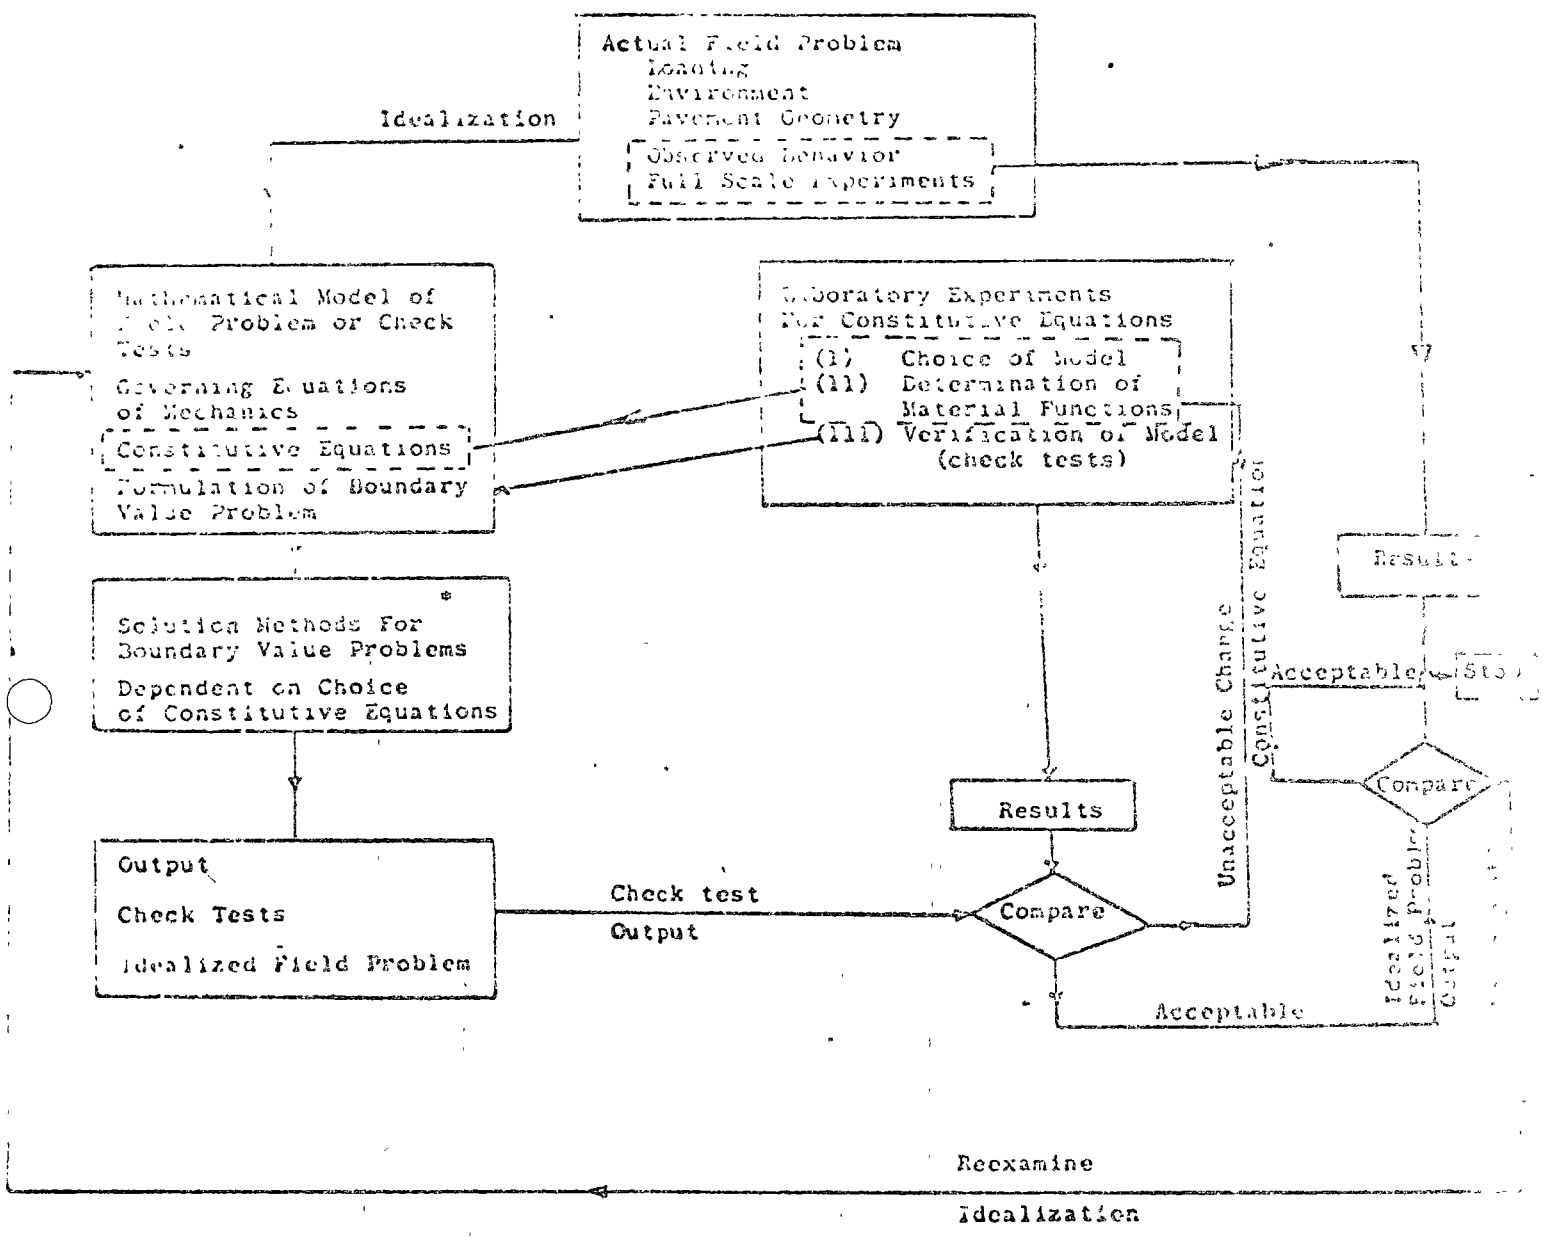 Actual Field Problem
Loading
Environment
Pavement Geometry
Observed Behavior
Full Scale Experiments
Idealization
Mathematical Model of
Field Problem or Check
Tests
Governing Equations
of Mechanics
Constitutive Equations
Formulation of Boundary
Value Problem
Laboratory Experiments
For Constitutive Equations
(I) Choice of Model
(II) Determination of
Material Functions
(III) Verification of Model
(check tests)
Solution Methods For
Boundary Value Problems
Dependent on Choice
of Constitutive Equations
Output
Check Tests
Idealized Field Problem
Check test
Output
Results
Compare
Unacceptable Change
Constitutive Equation
Acceptable
Result
Acceptable
Stop
Compare
Idealized
Field Proble
Output
Reexamine
Idealization